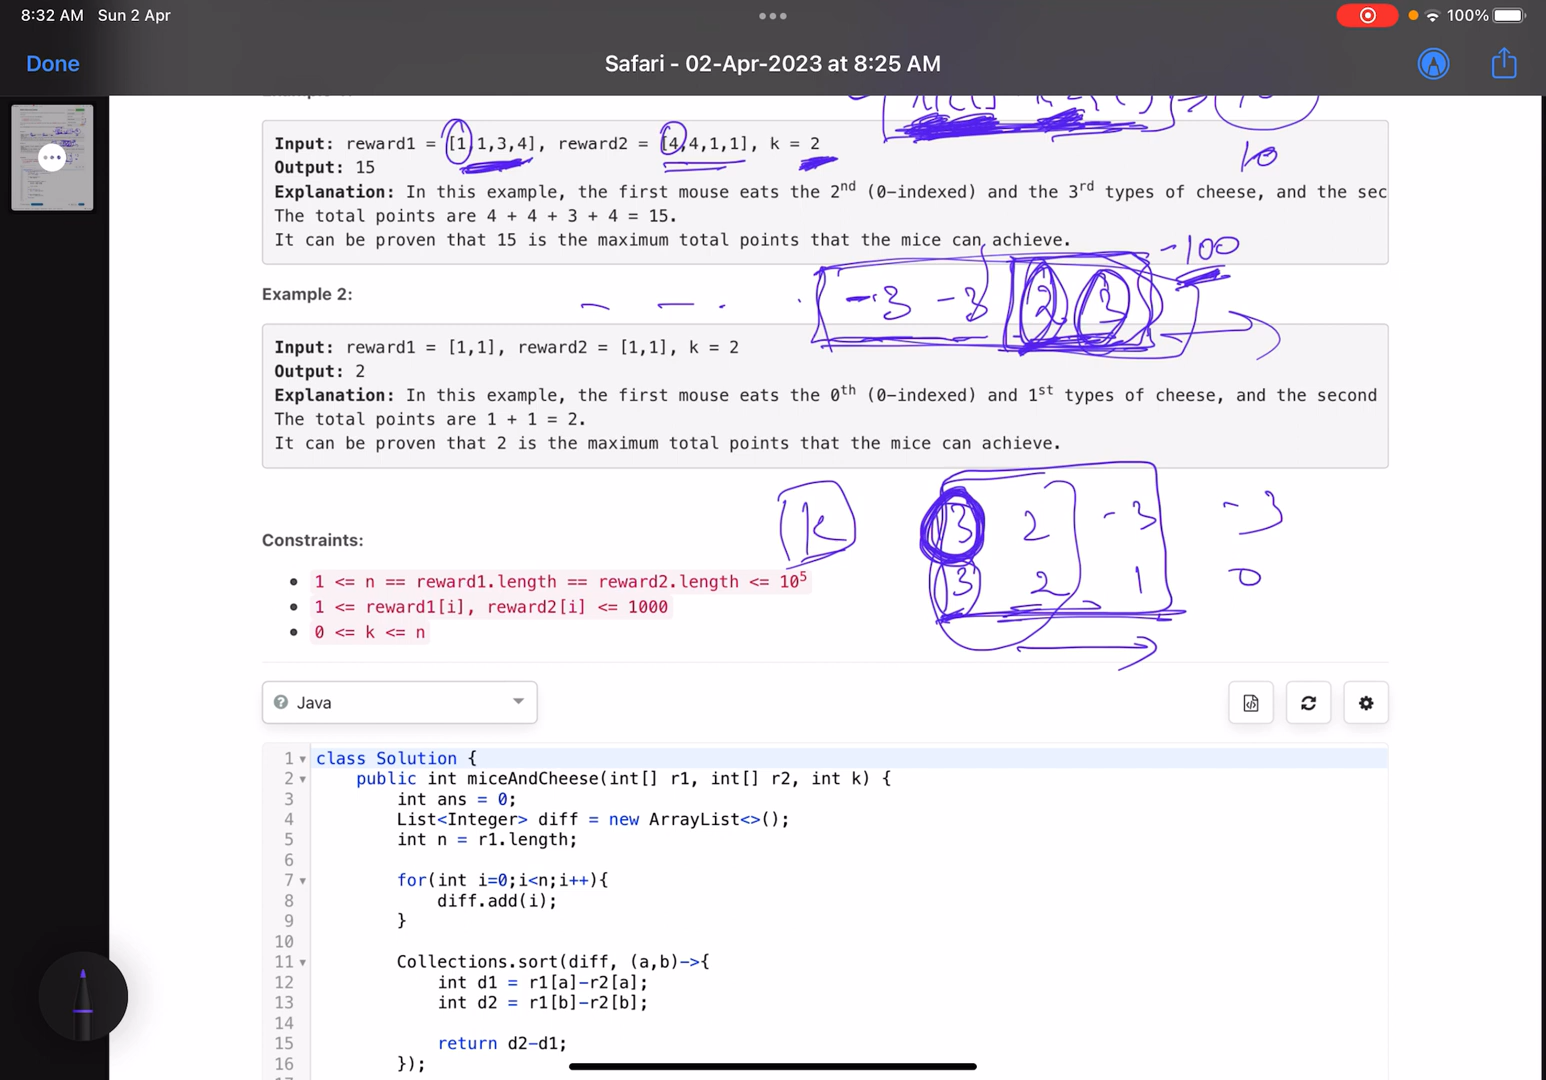 8:32 AM Sun 2 Apr
100%
Done
Safari - 02-Apr-2023 at 8:25 AM
Input: reward1 = [1,1,3,4], reward2 = [4,4,1,1], k = 2
10
Output: 15
Explanation: In this example, the first mouse eats the 2nd (0-indexed) and the 3rd types of cheese, and the sec
The total points are 4 + 4 + 3 + 4 = 15.
It can be proven that 15 is the maximum total points that the mice can achieve.
-100
Example 2:
-3 -3 2 3
Input: reward1 = [1,1], reward2 = [1,1], k = 2
Output: 2
Explanation: In this example, the first mouse eats the 0th (0-indexed) and 1st types of cheese, and the second
The total points are 1 + 1 = 2.
It can be proven that 2 is the maximum total points that the mice can achieve.
K
3 2 -3 -3
3 2 1 0
Constraints:
1 <= n == reward1.length == reward2.length <= 10^5
1 <= reward1[i], reward2[i] <= 1000
0 <= k <= n
Java
1 class Solution {
2 public int miceAndCheese(int[] r1, int[] r2, int k) {
3 int ans = 0;
4 List<Integer> diff = new ArrayList<>();
5 int n = r1.length;
6
7 for(int i=0;i<n;i++){
8 diff.add(i);
9 }
10
11 Collections.sort(diff, (a,b)->{
12 int d1 = r1[a]-r2[a];
13 int d2 = r1[b]-r2[b];
14
15 return d2-d1;
16 });